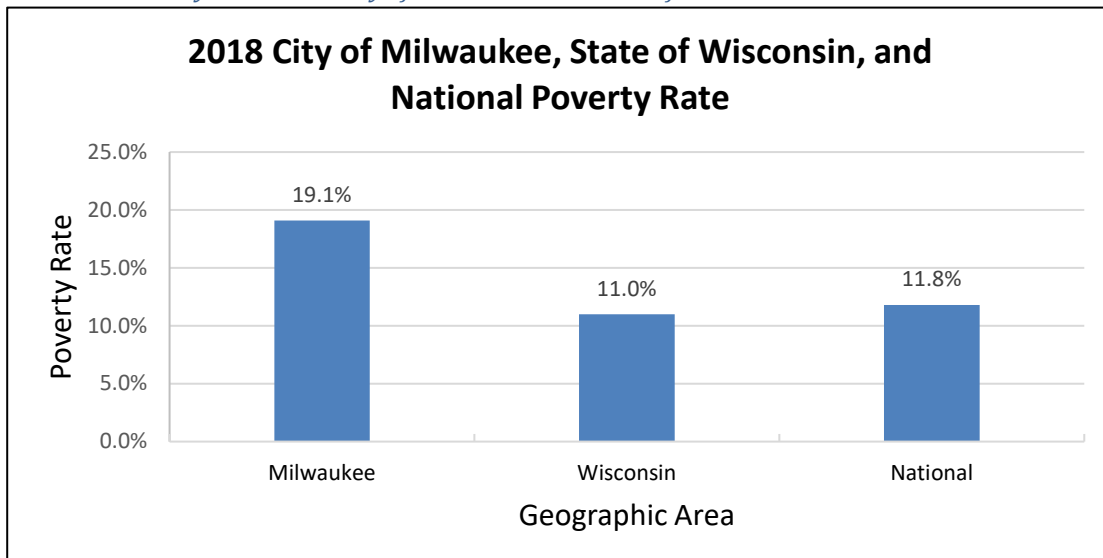 2018 City of Milwaukee, State of Wisconsin, and
National Poverty Rate
25.0%
20.0%
15.0%
10.0%
5.0%
0.0%
Poverty Rate
19.1%
11.0%
11.8%
Milwaukee
Wisconsin
National
Geographic Area